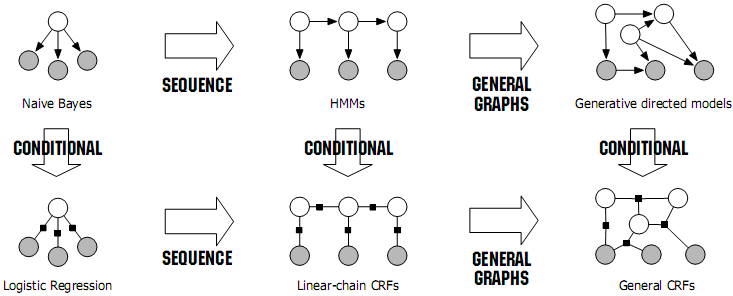 SEQUENCE
GENERAL
GRAPHS
Naive Bayes
HMMs
Generative directed models
CONDITIONAL
CONDITIONAL
CONDITIONAL
SEQUENCE
GENERAL
GRAPHS
Logistic Regression
Linear-chain CRFs
General CRFs